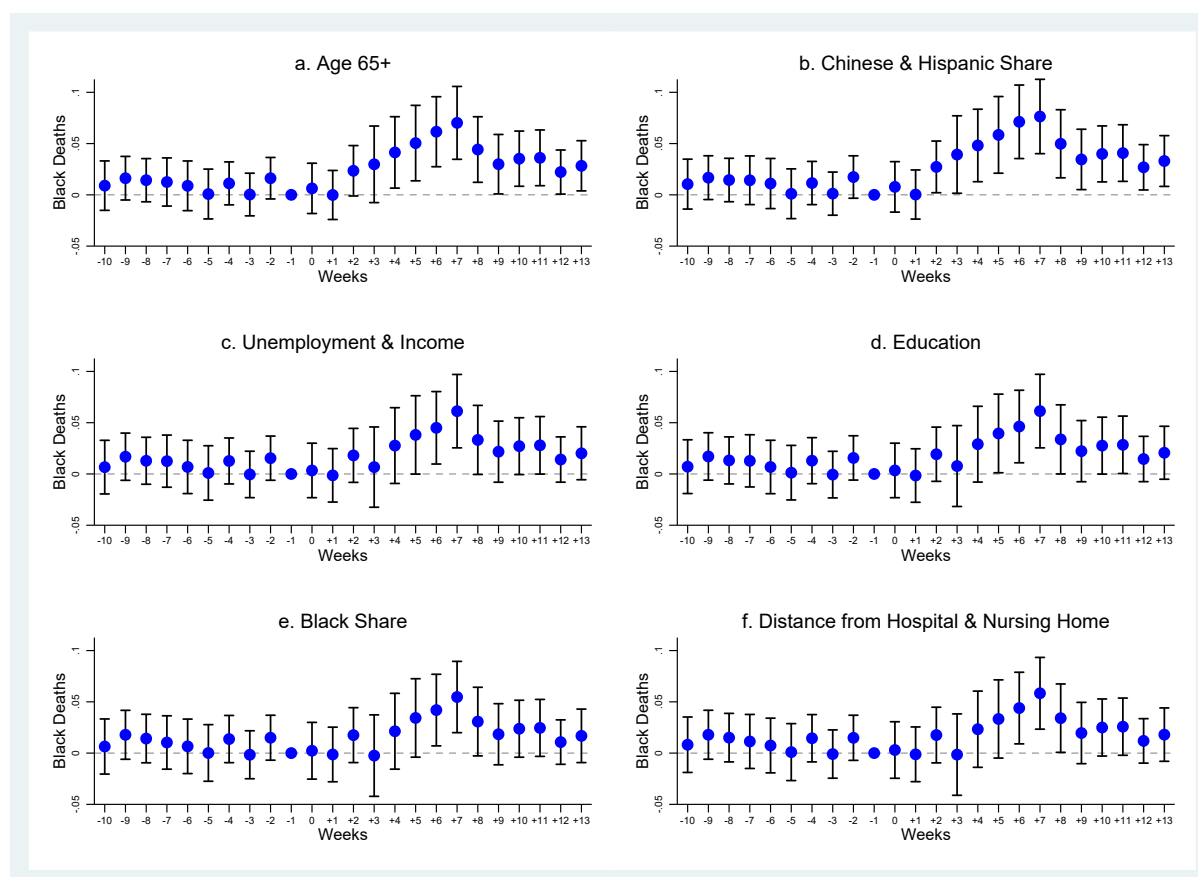 a. Age 65+
Black Deaths
.1
.05
0
-.05
-10 -9 -8 -7 -6 -5 -4 -3 -2 -1 0 +1 +2 +3 +4 +5 +6 +7 +8 +9 +10 +11 +12 +13
Weeks
b. Chinese & Hispanic Share
Black Deaths
.1
.05
0
-.05
-10 -9 -8 -7 -6 -5 -4 -3 -2 -1 0 +1 +2 +3 +4 +5 +6 +7 +8 +9 +10 +11 +12 +13
Weeks
c. Unemployment & Income
Black Deaths
.1
.05
0
-.05
-10 -9 -8 -7 -6 -5 -4 -3 -2 -1 0 +1 +2 +3 +4 +5 +6 +7 +8 +9 +10 +11 +12 +13
Weeks
d. Education
Black Deaths
.1
.05
0
-.05
-10 -9 -8 -7 -6 -5 -4 -3 -2 -1 0 +1 +2 +3 +4 +5 +6 +7 +8 +9 +10 +11 +12 +13
Weeks
e. Black Share
Black Deaths
.1
.05
0
-.05
-10 -9 -8 -7 -6 -5 -4 -3 -2 -1 0 +1 +2 +3 +4 +5 +6 +7 +8 +9 +10 +11 +12 +13
Weeks
f. Distance from Hospital & Nursing Home
Black Deaths
.1
.05
0
-.05
-10 -9 -8 -7 -6 -5 -4 -3 -2 -1 0 +1 +2 +3 +4 +5 +6 +7 +8 +9 +10 +11 +12 +13
Weeks